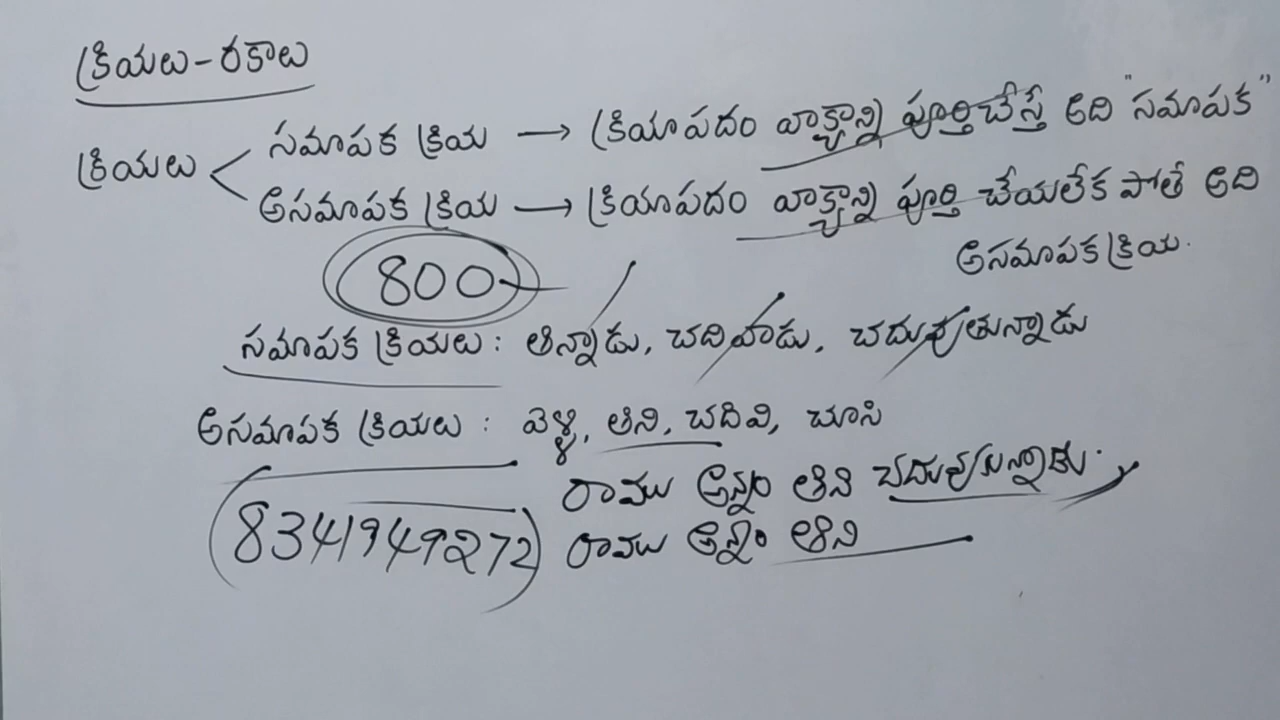 క్రియలు - రకాలు
సమాపక క్రియ → క్రియాపదం వాక్యాన్ని పూర్తి చేస్తే అది "సమాపక"
క్రియలు
అసమాపక క్రియ → క్రియాపదం వాక్యాన్ని పూర్తి చేయలేక పోతే అది
అసమాపక క్రియ.
800
సమాపక క్రియలు : తిన్నాడు, చదివాడు, చదువుతున్నాడు
అసమాపక క్రియలు : వెళ్ళి, తిని, చదివి, చూసి
రాము అన్నం తిని చదువుకున్నాడు.
8341949272 రాము అన్నం తిని